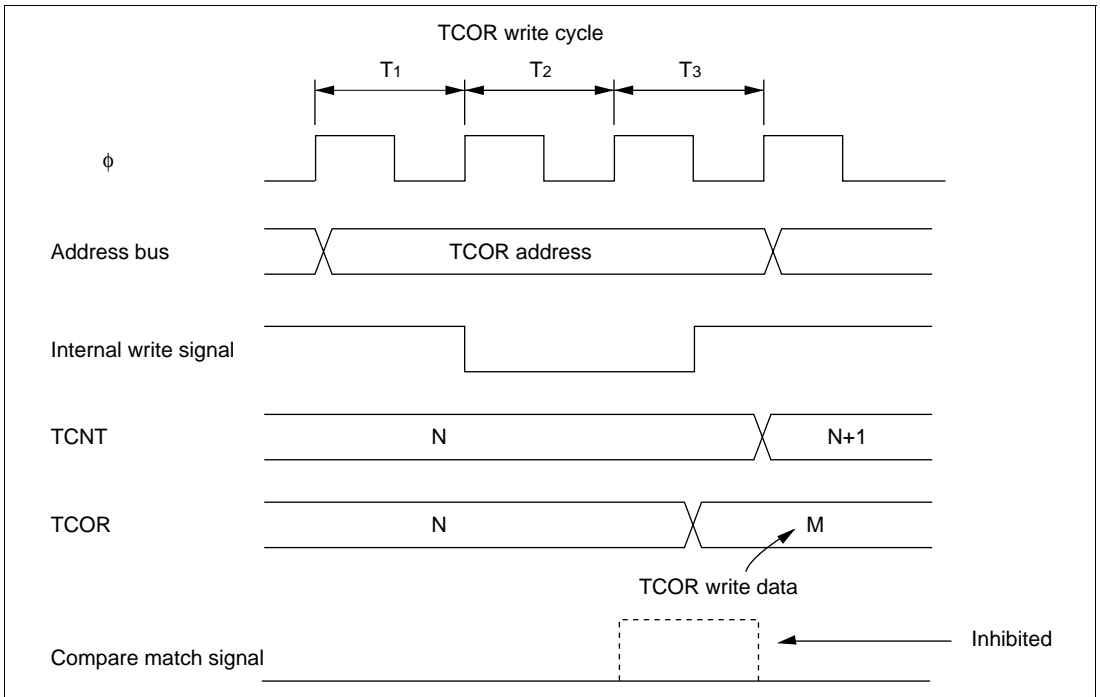 TCOR write cycle
T1 T2 T3
φ
Address bus TCOR address
Internal write signal
TCNT N N+1
TCOR N M
TCOR write data
Inhibited
Compare match signal